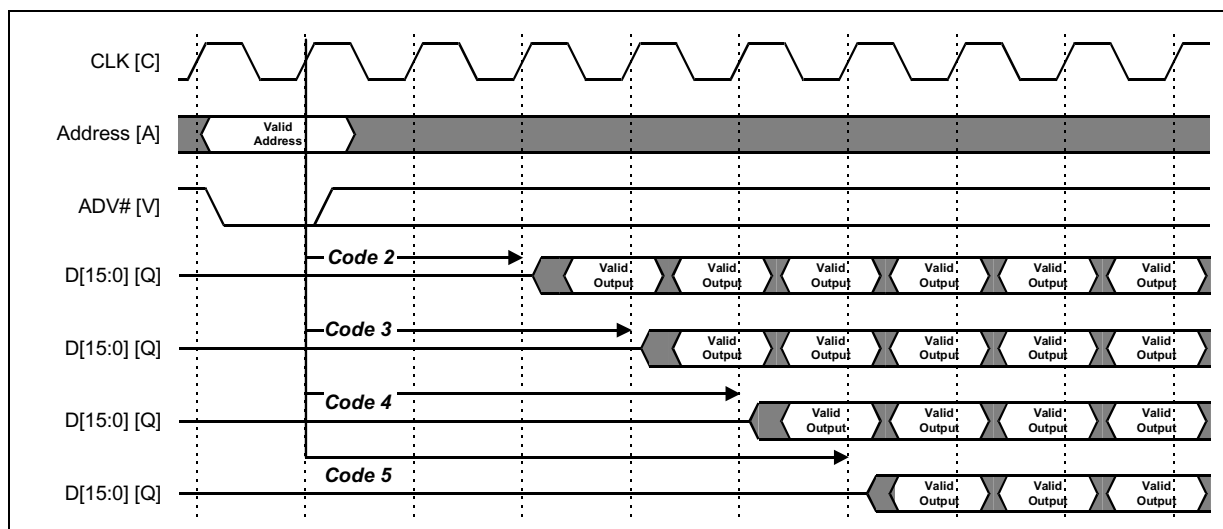 CLK [C]
Address [A]
Valid
Address
ADV# [V]
Code 2
D[15:0] [Q]
Valid Valid Valid Valid Valid Valid
Output Output Output Output Output Output
Code 3
D[15:0] [Q]
Valid Valid Valid Valid Valid
Output Output Output Output Output
Code 4
D[15:0] [Q]
Valid Valid Valid Valid
Output Output Output Output
Code 5
D[15:0] [Q]
Valid Valid Valid
Output Output Output